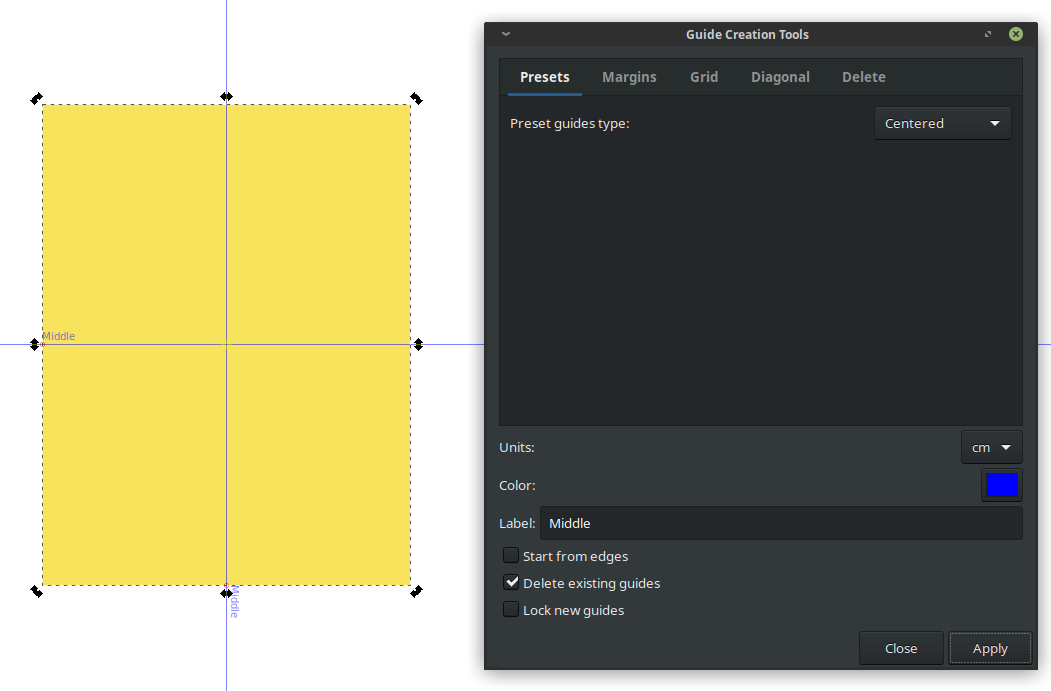 Guide Creation Tools
Presets Margins Grid Diagonal Delete
Preset guides type: Centered
Middle
Units: cm
Color:
Label: Middle
Start from edges
Delete existing guides
Lock new guides
Middle
Close Apply